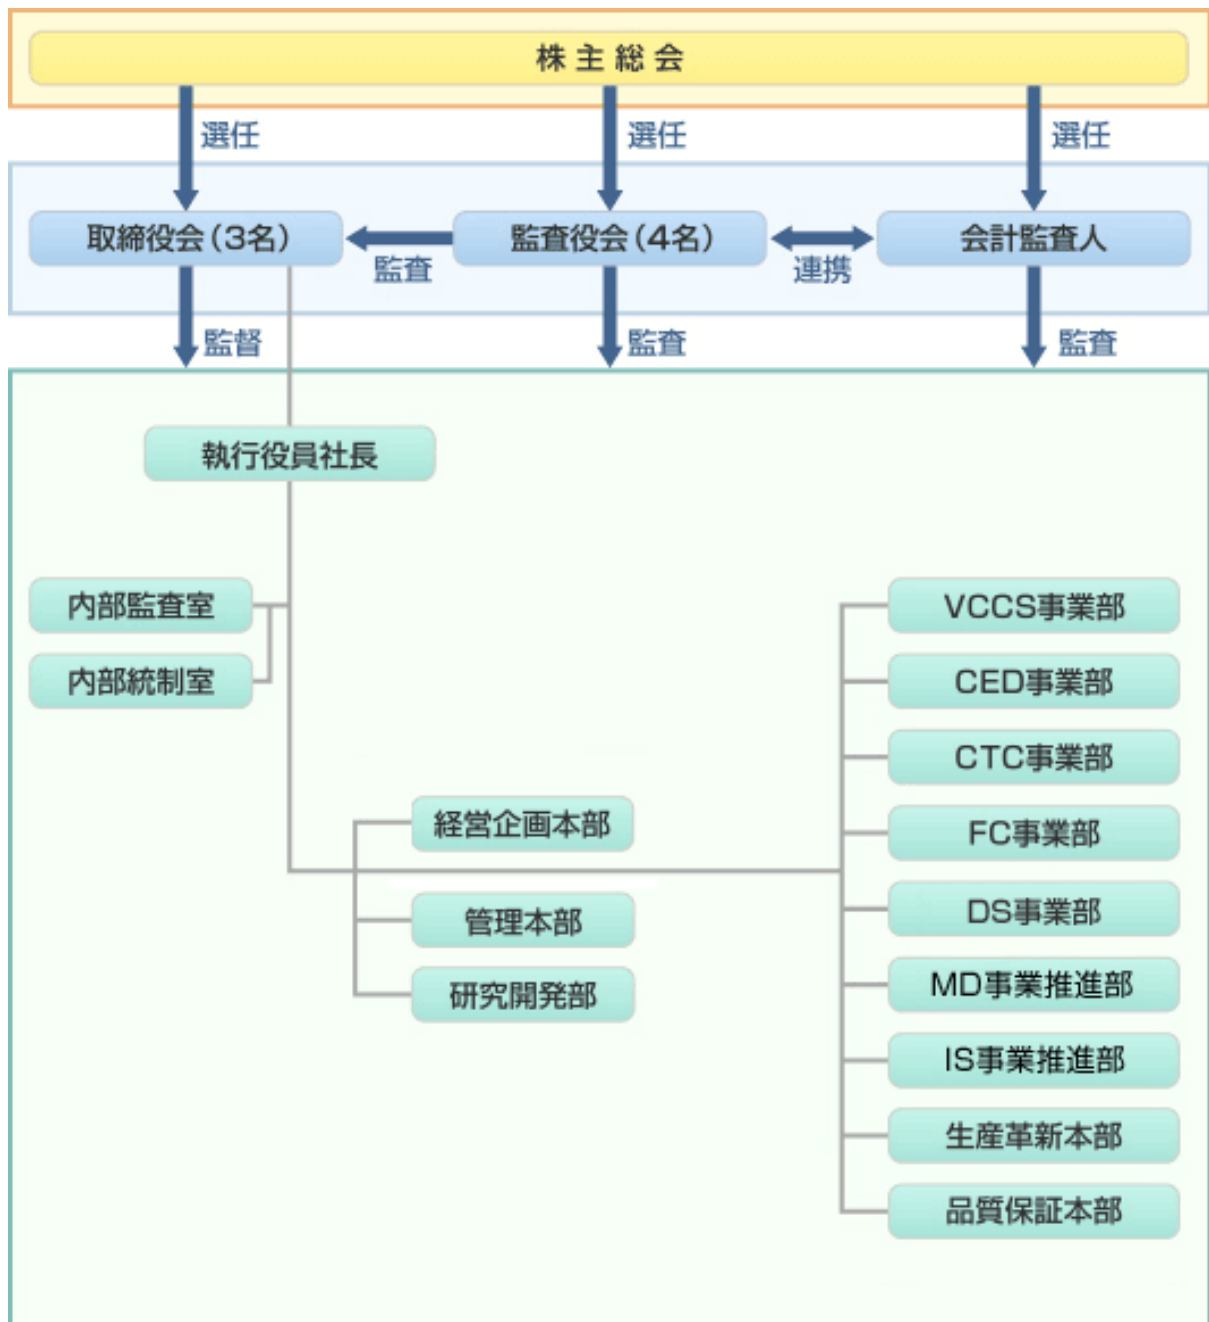 株主総会
選任 選任 選任
取締役会(3名) 監査役会(4名) 会計監査人
監査 連携
監督 監査 監査
執行役員社長
内部監査室
内部統制室
経営企画本部
管理本部
研究開発部
VCCS事業部
CED事業部
CTC事業部
FC事業部
DS事業部
MD事業推進部
IS事業推進部
生産革新本部
品質保証本部